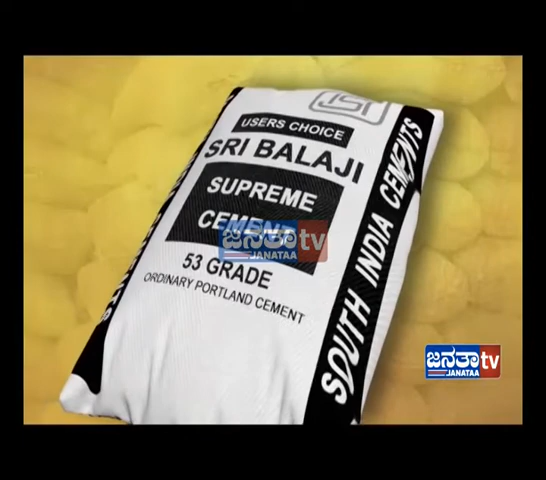 ISI
USERS CHOICE
SRI BALAJI
SUPREME
CEMENT
ಜನತಾ tv
JANATAA
53 GRADE
ORDINARY PORTLAND CEMENT
SOUTH INDIA CEMENTS
ಜನತಾ tv
JANATAA